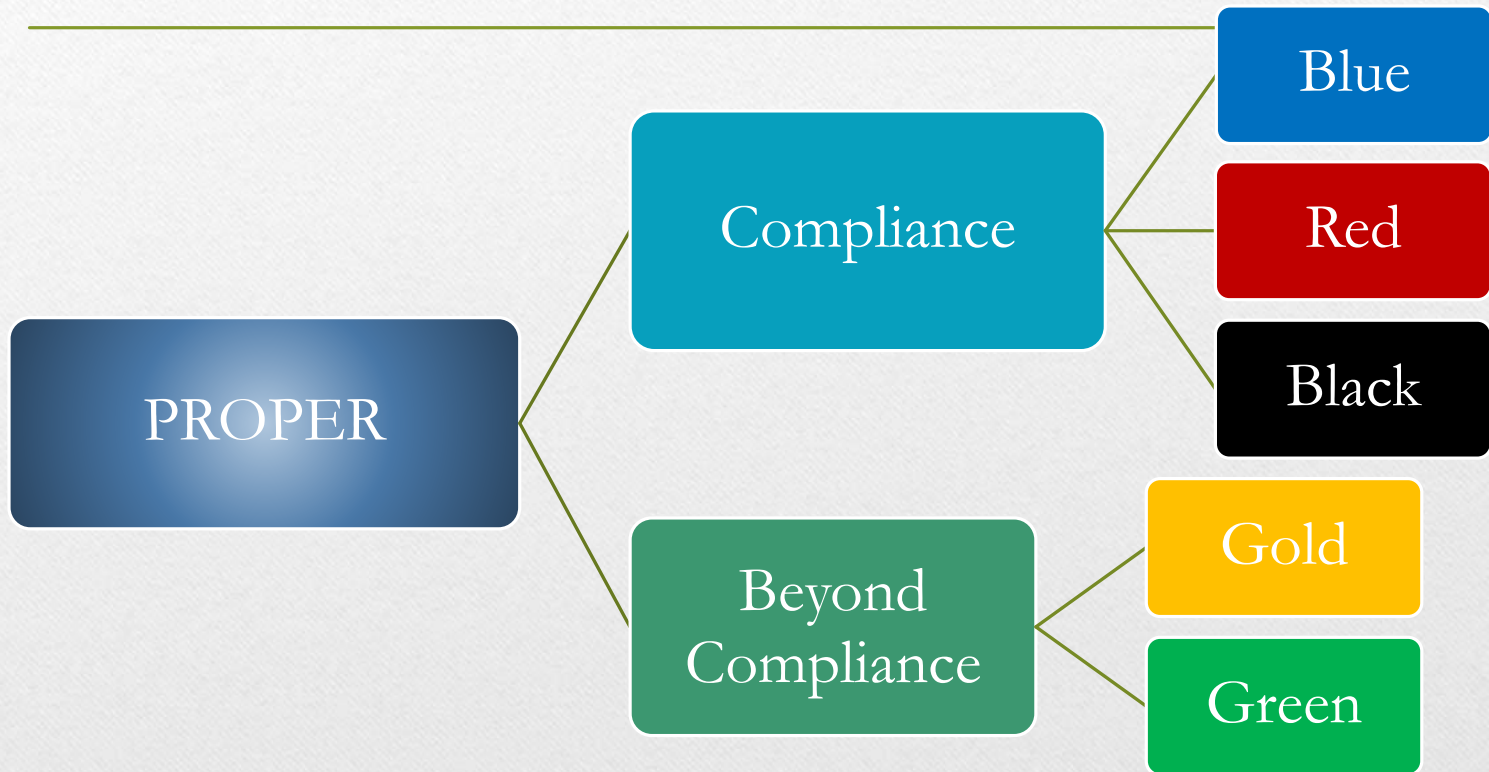 PROPER
Compliance
Blue
Red
Black
Beyond
Compliance
Gold
Green